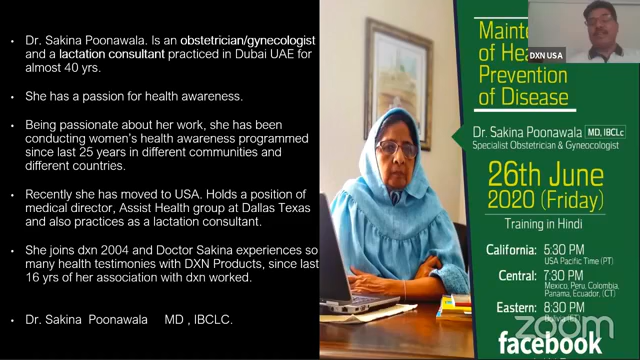 • Dr. Sakina Poonawala. Is an obstetrician/gynecologist
and a lactation consultant practiced in Dubai UAE for
almost 40 yrs.
• She has a passion for health awareness.
• Being passionate about her work, she has been
conducting women's health awareness programmed
since last 25 years in different communities and
different countries.
• Recently she has moved to USA. Holds a position of
medical director, Assist Health group at Dallas Texas
and also practices as a lactation consultant.
• She joins dxn 2004 and Doctor Sakina experiences so
many health testimonies with DXN Products, since last
16 yrs of her association with dxn worked.
• Dr. Sakina Poonawala MD , IBCLC.
DXN USA
of Hea
Prevention
of Disease
Dr. Sakina Poonawala MD, IBCLc
Specialist Obstetrician & Gyneocologist
26th June
2020 (Friday)
Training in Hindi
California: 5:30 PM
USA Pacific Time (PT)
Central: 7:30 PM
Mexico, Peru, Colombia,
Panama, Ecuador, (CT)
Eastern: 8:30 PM
zoom
facebook